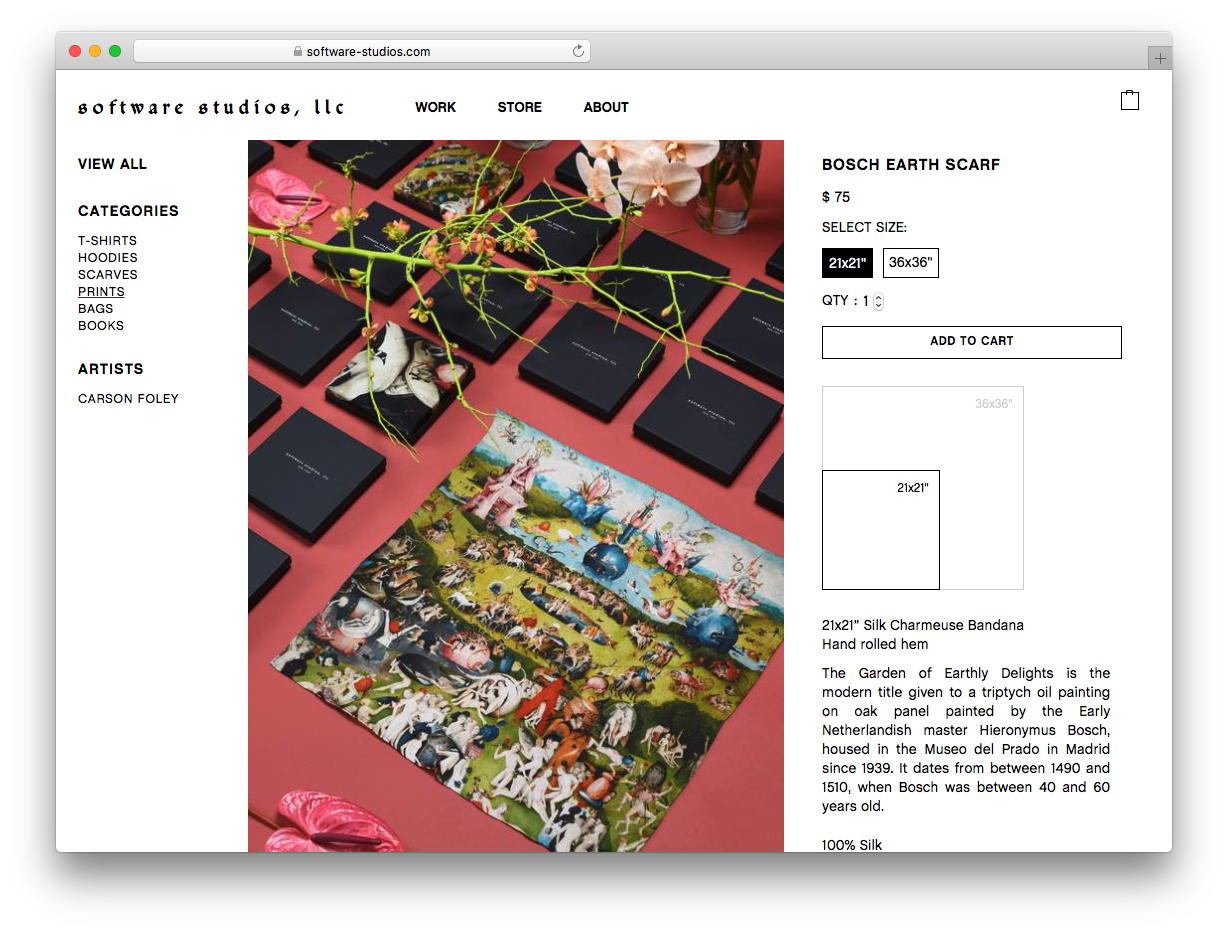 software-studios.com
software studios, llc
WORK
STORE
ABOUT
VIEW ALL
CATEGORIES
T-SHIRTS
HOODIES
SCARVES
PRINTS
BAGS
BOOKS
ARTISTS
CARSON FOLEY
BOSCH EARTH SCARF
$ 75
SELECT SIZE:
21x21" 36x36"
QTY : 1
ADD TO CART
36x36"
21x21"
21x21” Silk Charmeuse Bandana
Hand rolled hem
The Garden of Earthly Delights is the
modern title given to a triptych oil painting
on oak panel painted by the Early
Netherlandish master Hieronymus Bosch,
housed in the Museo del Prado in Madrid
since 1939. It dates from between 1490 and
1510, when Bosch was between 40 and 60
years old.
100% Silk